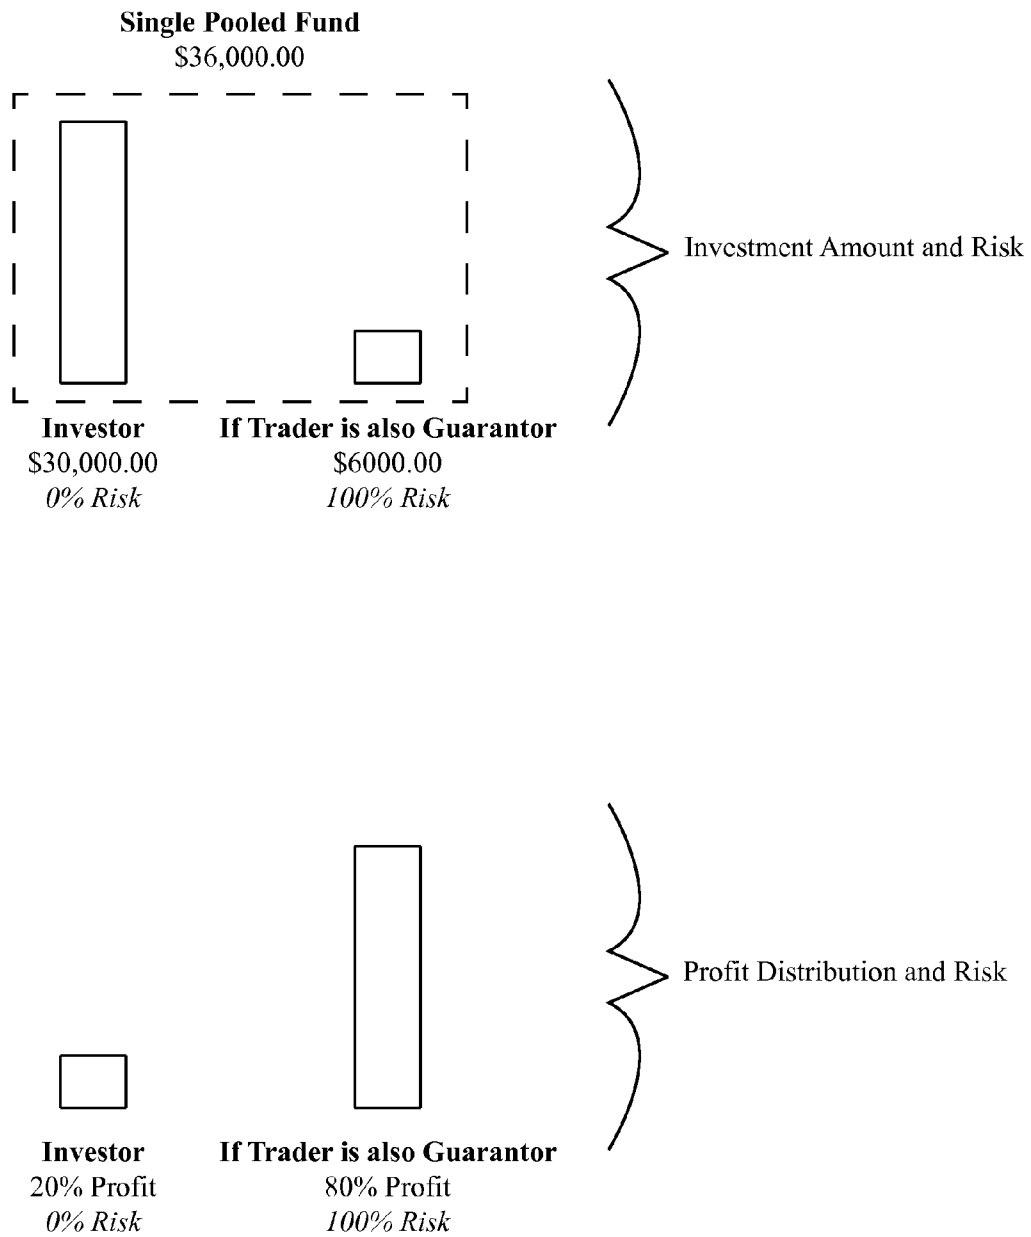 Single Pooled Fund
$36,000.00
Investment Amount and Risk
Investor If Trader is also Guarantor
$30,000.00 $6000.00
0% Risk 100% Risk
Profit Distribution and Risk
Investor If Trader is also Guarantor
20% Profit 80% Profit
0% Risk 100% Risk